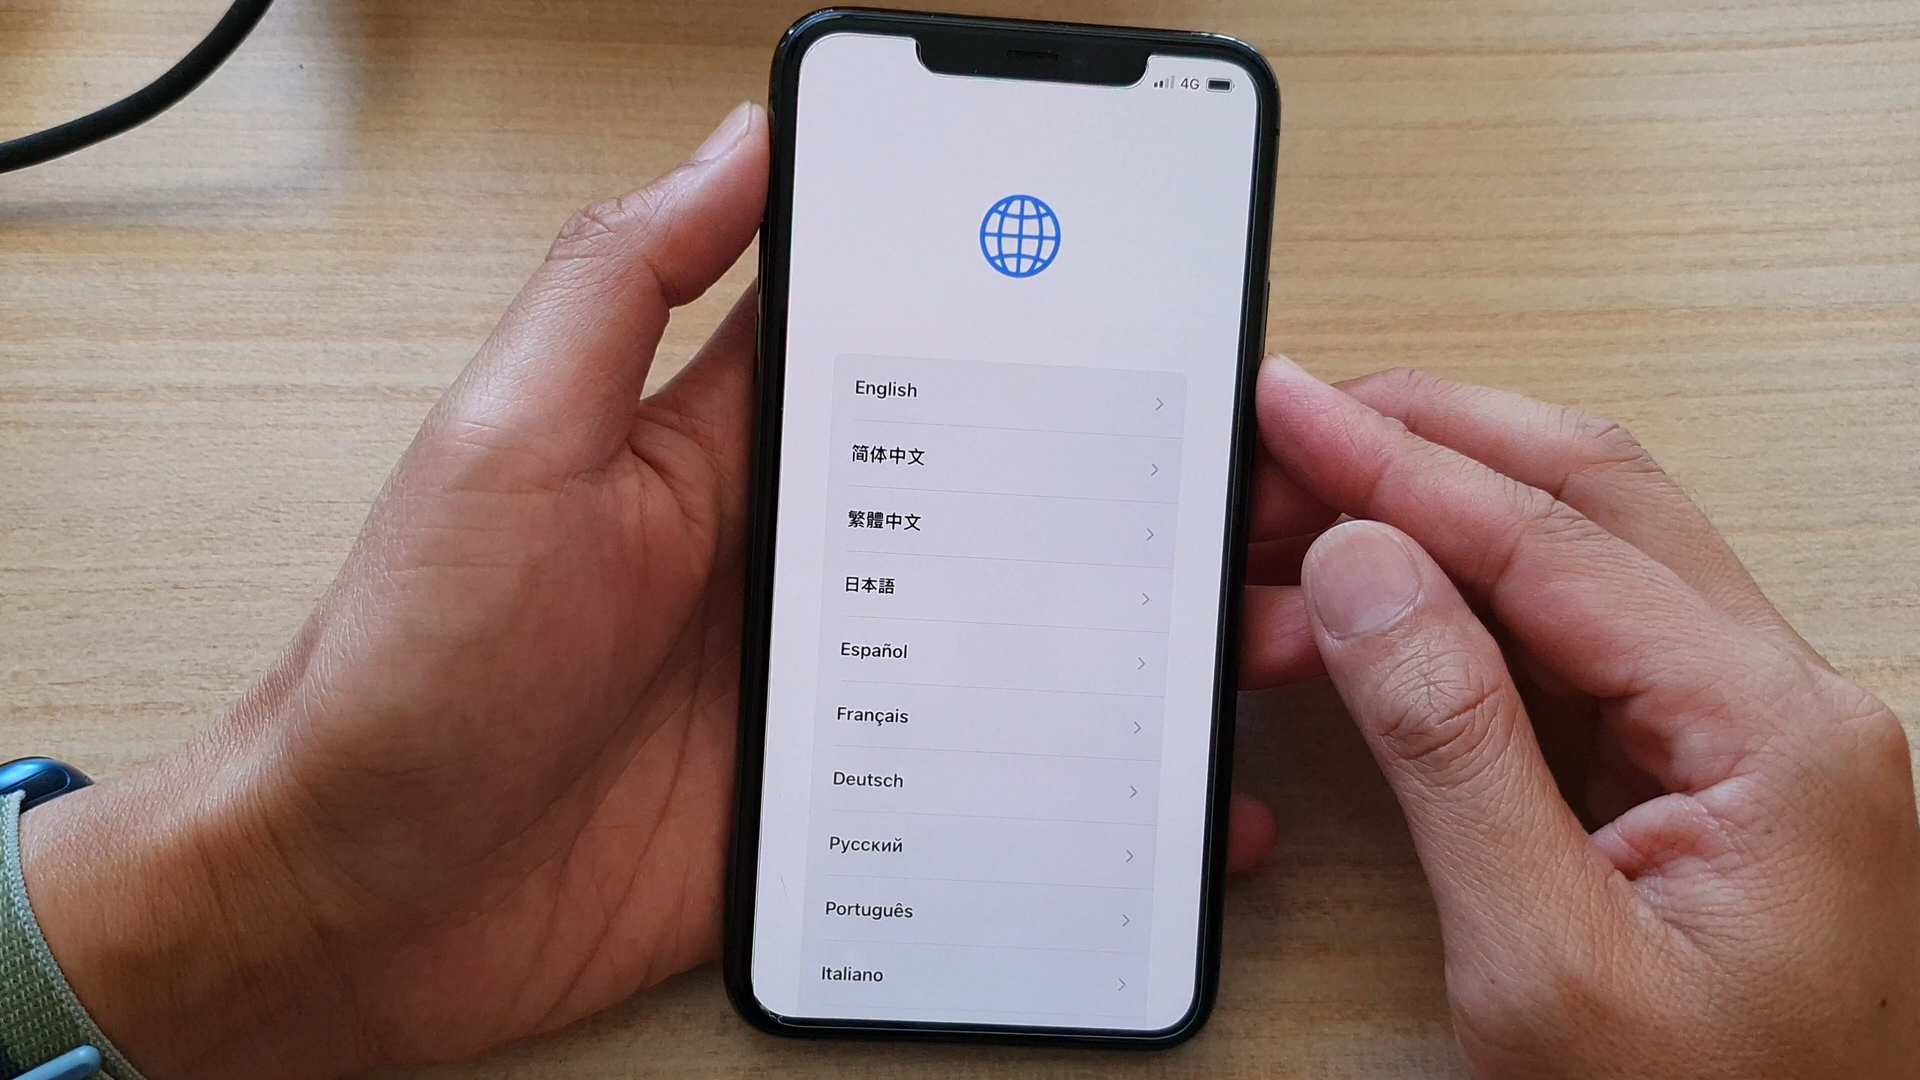 4G
English
简体中文
繁體中文
日本語
Español
Français
Deutsch
Русский
Português
Italiano